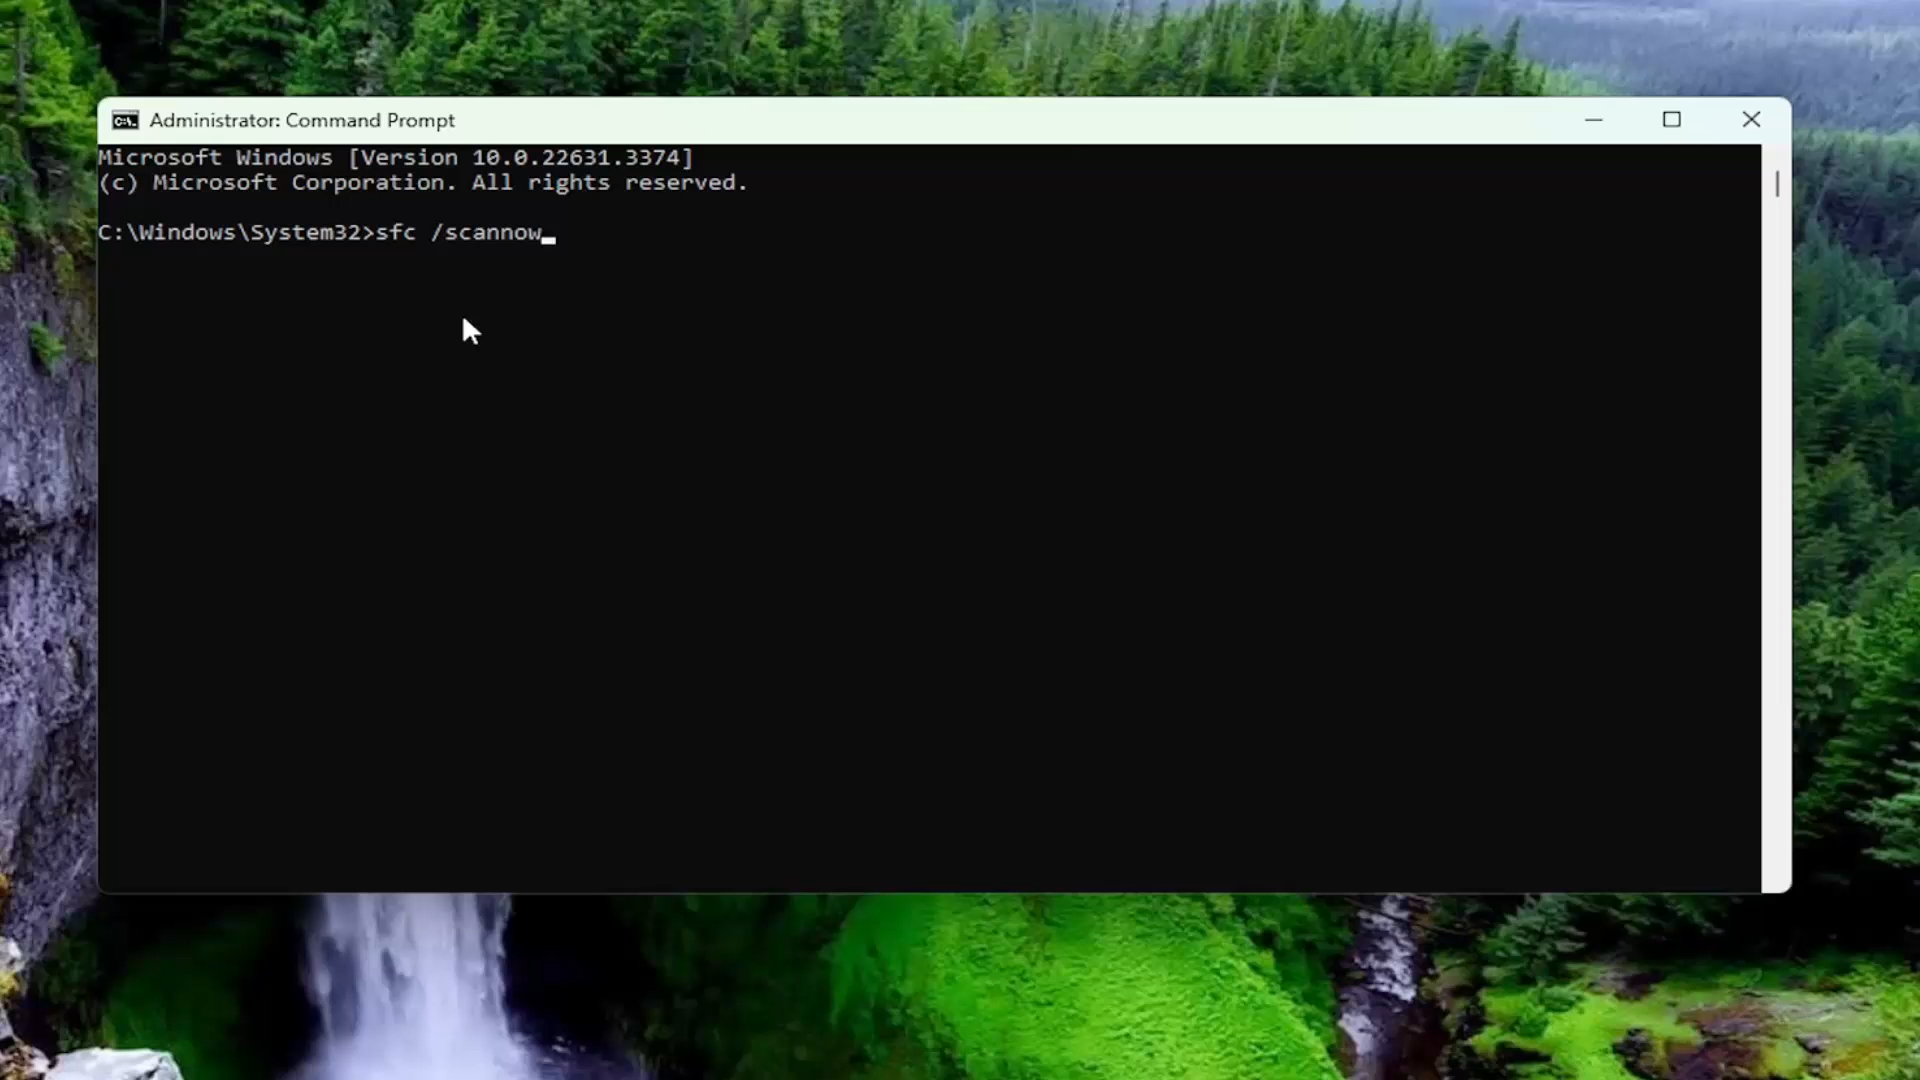 Administrator: Command Prompt
Microsoft Windows [Version 10.0.22631.3374]
(c) Microsoft Corporation. All rights reserved.
C:\Windows\System32>sfc /scannow